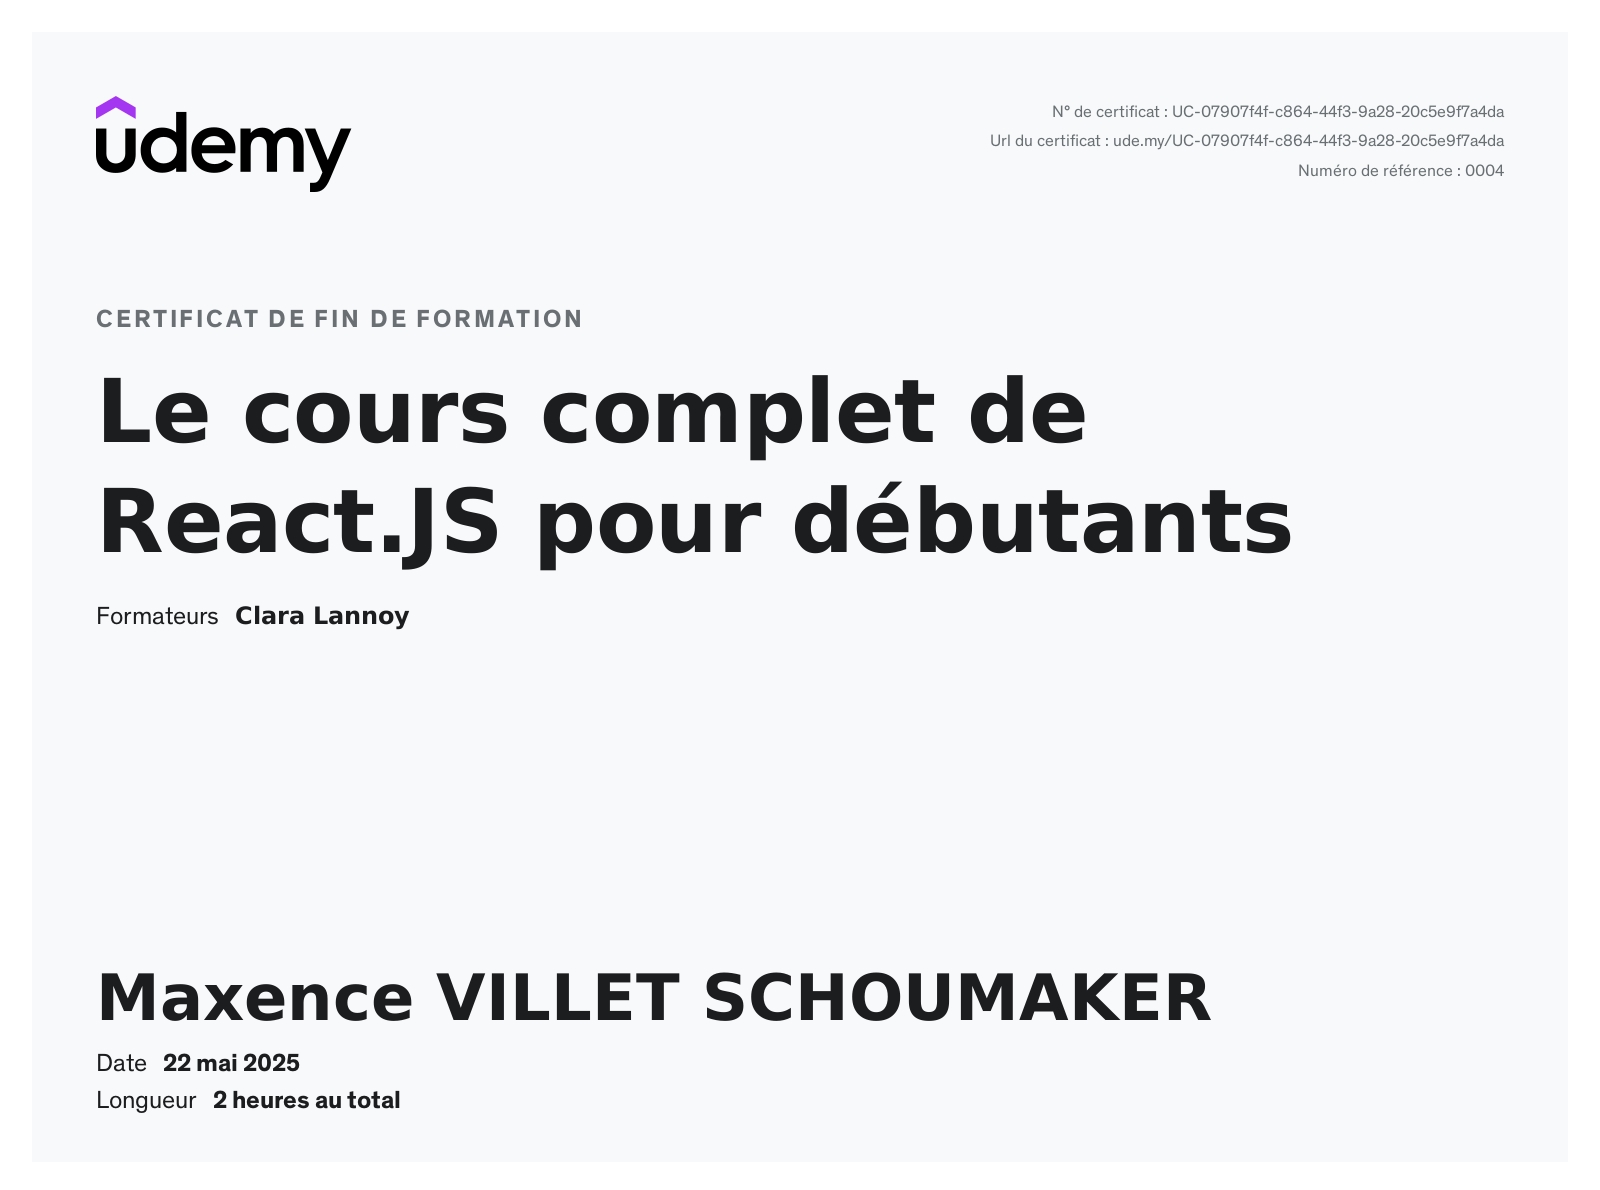 udemy
N° de certificat : UC-07907f4f-c864-44f3-9a28-20c5e9f7a4da
Url du certificat : ude.my/UC-07907f4f-c864-44f3-9a28-20c5e9f7a4da
Numéro de référence : 0004
CERTIFICAT DE FIN DE FORMATION
Le cours complet de
React.JS pour débutants
Formateurs Clara Lannoy
Maxence VILLET SCHOUMAKER
Date 22 mai 2025
Longueur 2 heures au total